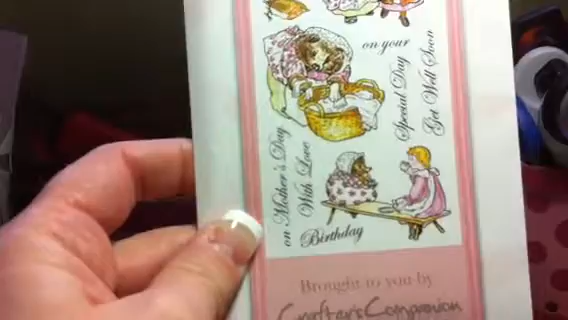 on your
Special Day
Get Well Soon
on Mother's Day
With Love
Birthday
Brought to you by
Crafter's Companion